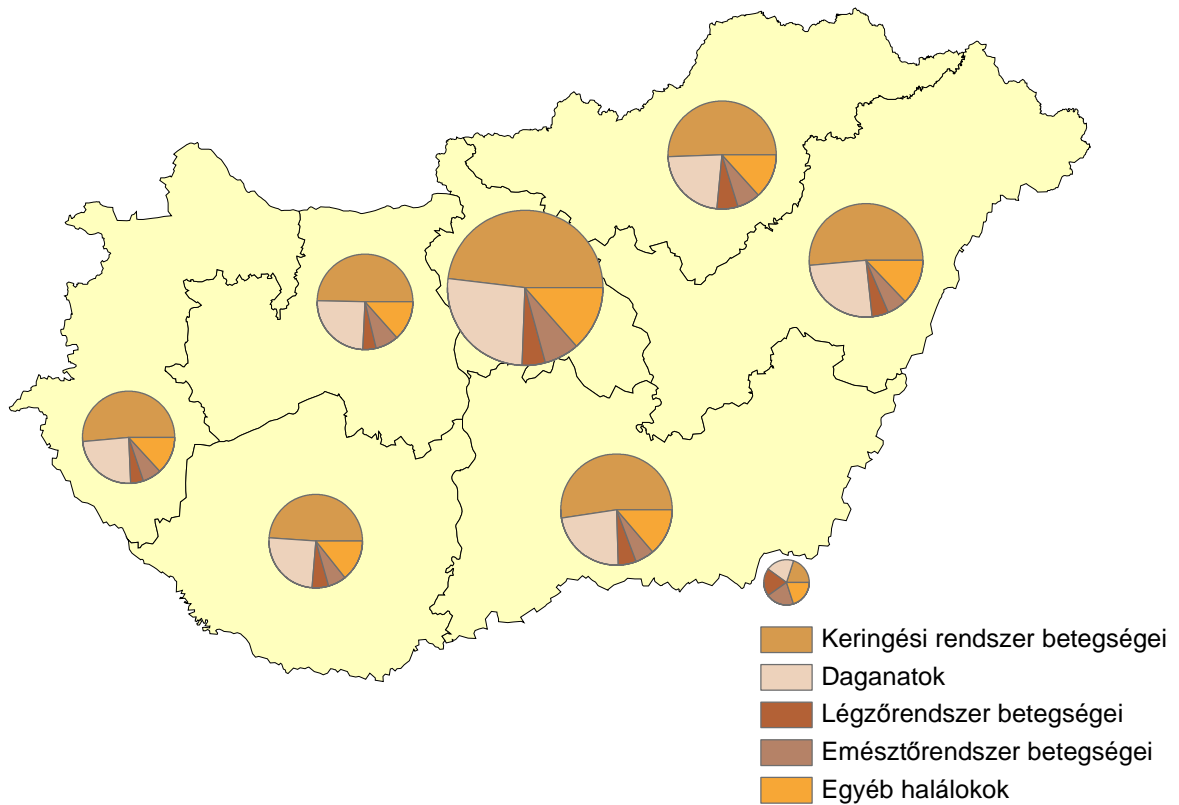 Keringési rendszer betegségei
Daganatok
Légzőrendszer betegségei
Emésztőrendszer betegségei
Egyéb halálokok